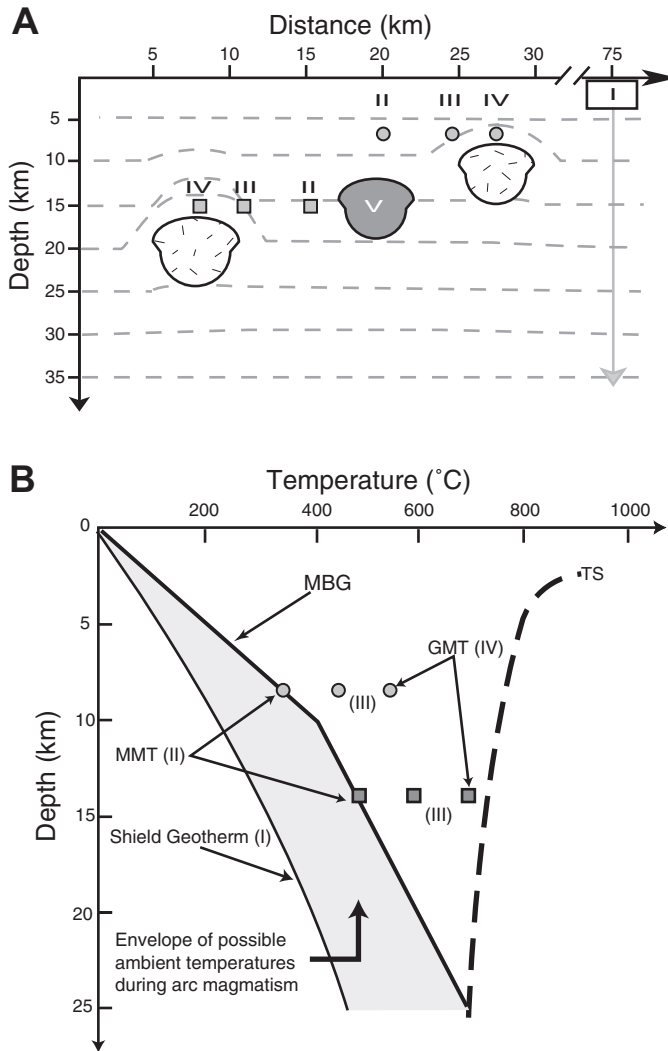 A
Distance (km)
5 10 15 20 25 30 75
I
II III IV
5
10
15
20
25
30
35
Depth (km)
IV III II
V
B
Temperature (˚C)
200 400 600 800 1000
0
5
10
15
20
25
Depth (km)
TS
MBG
GMT (IV)
(III)
MMT (II)
(III)
Shield Geotherm (I)
Envelope of possible
ambient temperatures
during arc magmatism